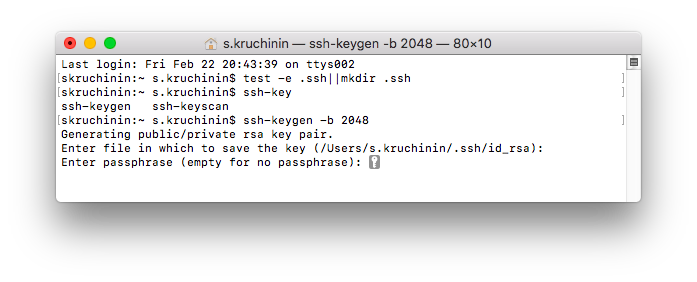 s.kruchinin — ssh-keygen -b 2048 — 80×10
Last login: Fri Feb 22 20:43:39 on ttys002
[skruchinin:~ s.kruchinin$ test -e .ssh||mkdir .ssh ]
[skruchinin:~ s.kruchinin$ ssh-key ]
ssh-keygen ssh-keyscan
[skruchinin:~ s.kruchinin$ ssh-keygen -b 2048 ]
Generating public/private rsa key pair.
Enter file in which to save the key (/Users/s.kruchinin/.ssh/id_rsa):
Enter passphrase (empty for no passphrase):